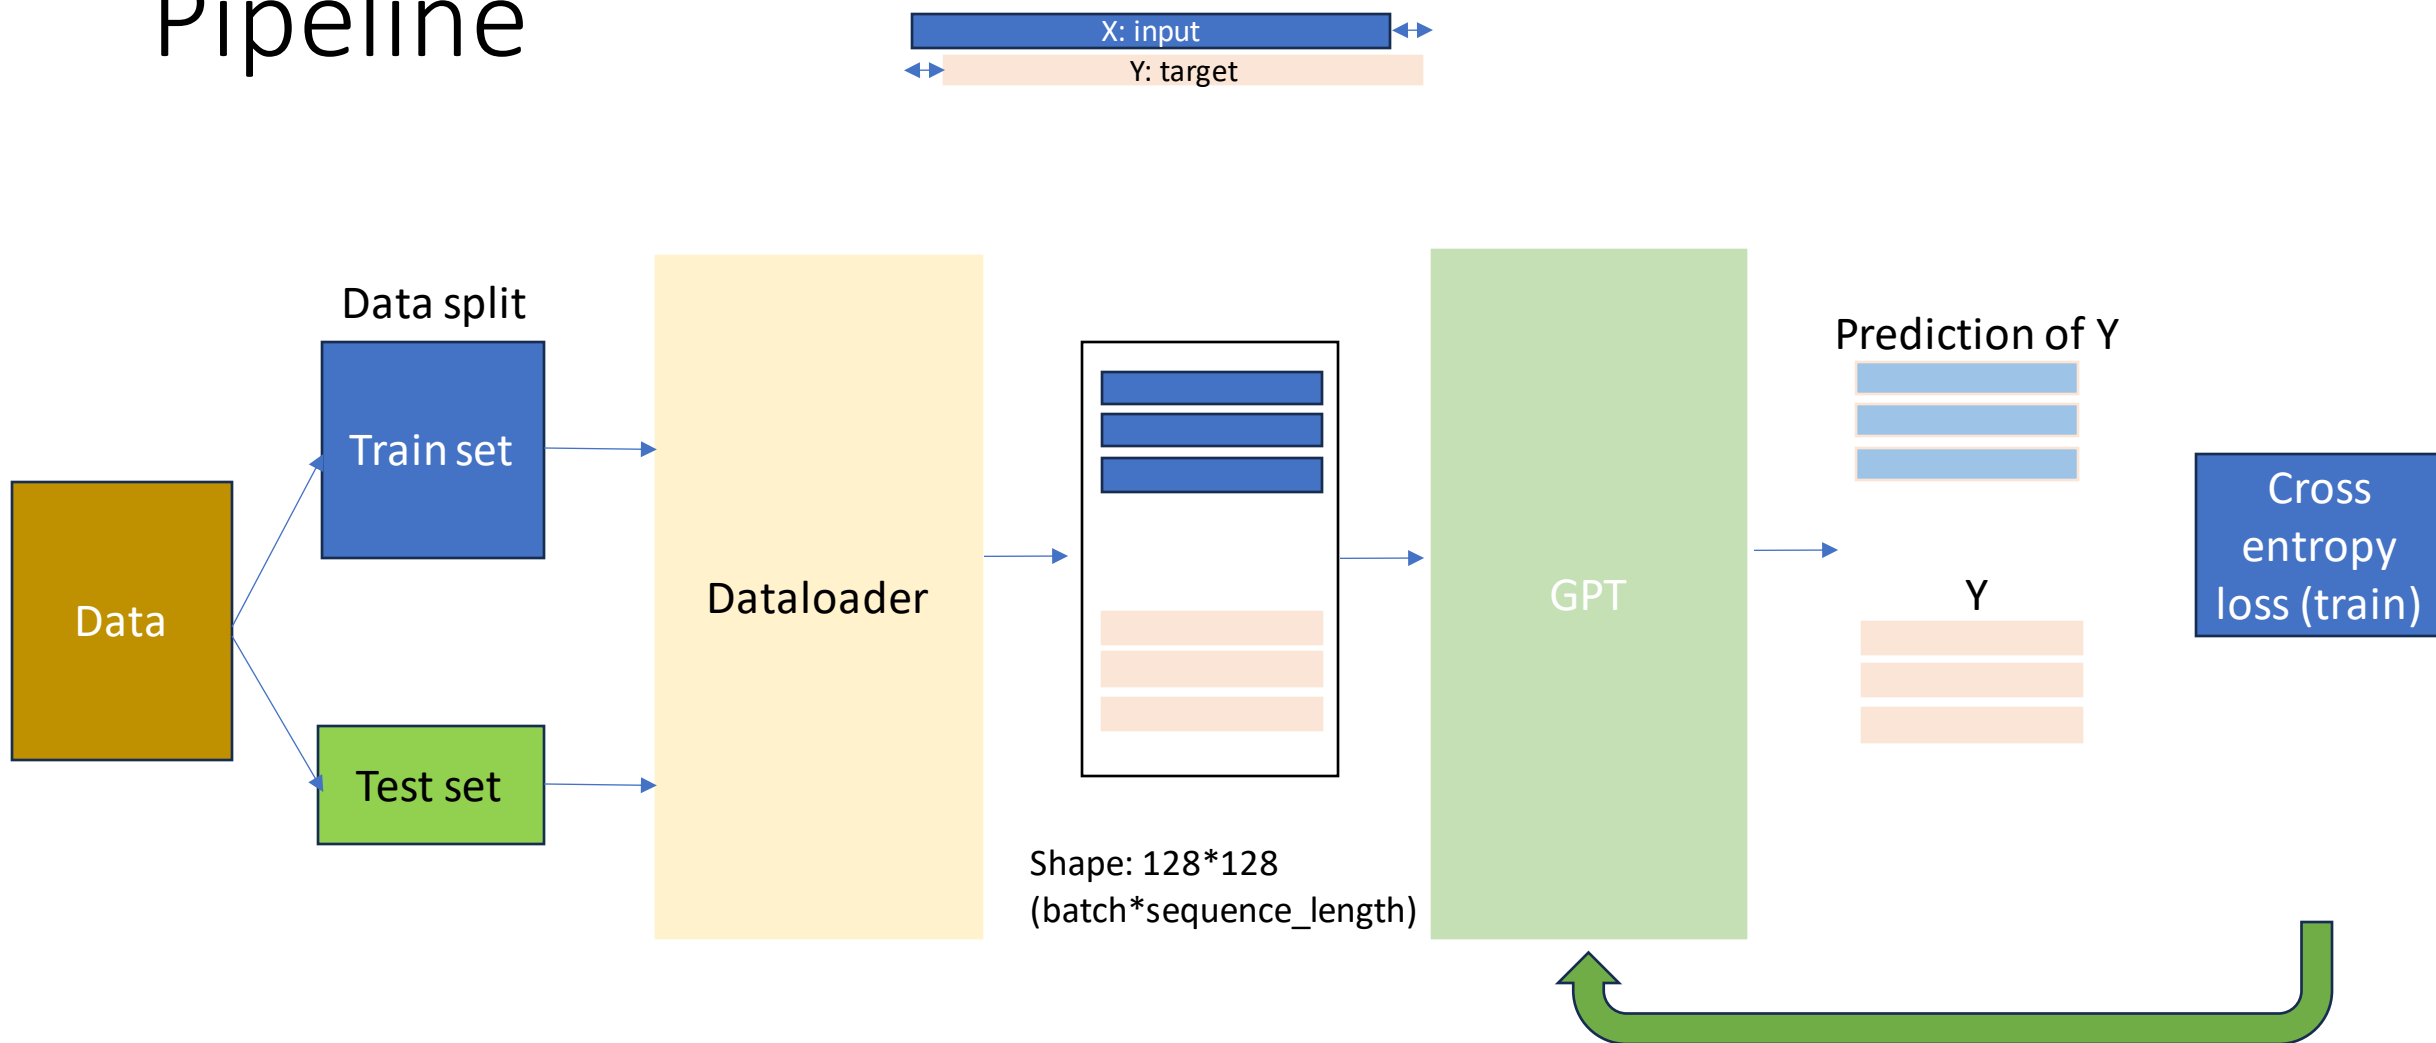 Pipeline
X: input
Y: target
Data split
Train set
Data
Test set
Dataloader
Shape: 128*128
(batch*sequence_length)
GPT
Prediction of Y
Y
Cross
entropy
loss (train)